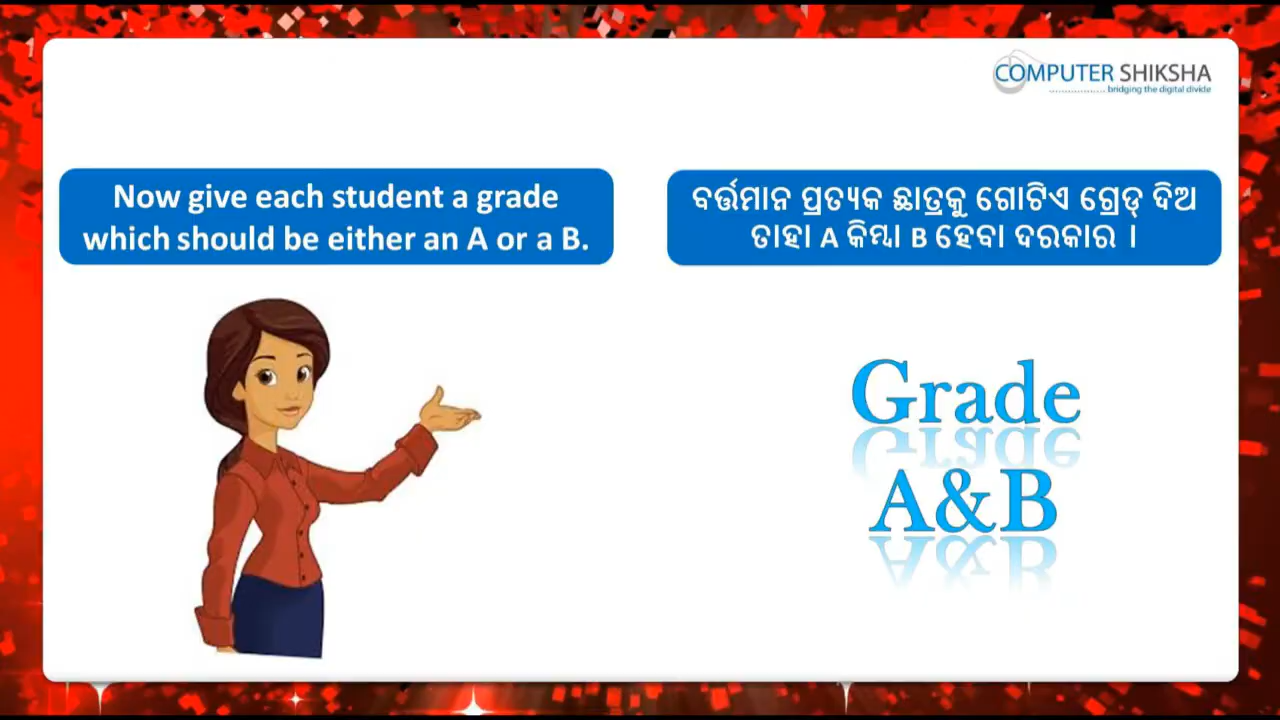 COMPUTER SHIKSHA
bridging the digital divide
Now give each student a grade
which should be either an A or a B.
ବର୍ତ୍ତମାନ ପ୍ରତ୍ୟକ ଛାତ୍ରକୁ ଗୋଟିଏ ଗ୍ରେଡ୍ ଦିଅ
ତାହା A କିମ୍ବା B ହେବା ଦରକାର ।
Grade
A&B